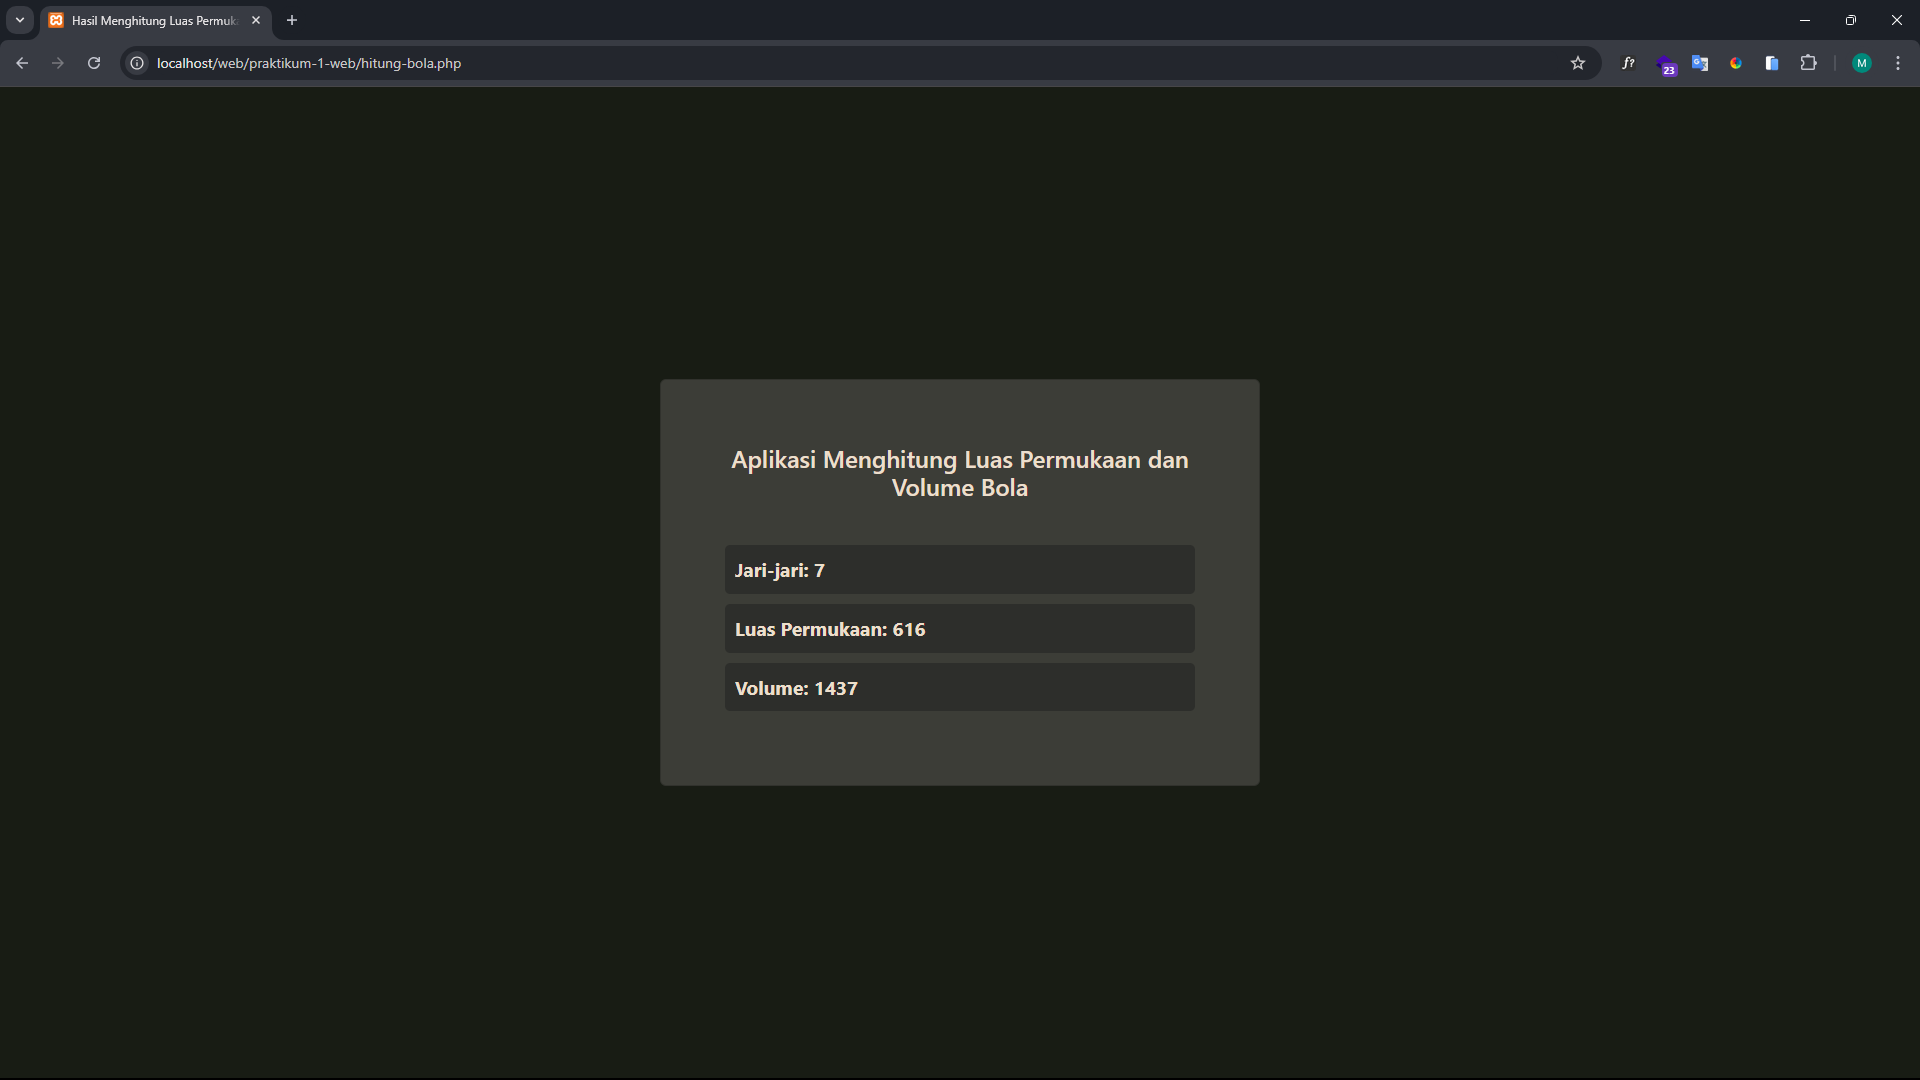 Hasil Menghitung Luas Permuk
localhost/web/praktikum-1-web/hitung-bola.php
f?
23
M
Aplikasi Menghitung Luas Permukaan dan
Volume Bola
Jari-jari: 7
Luas Permukaan: 616
Volume: 1437